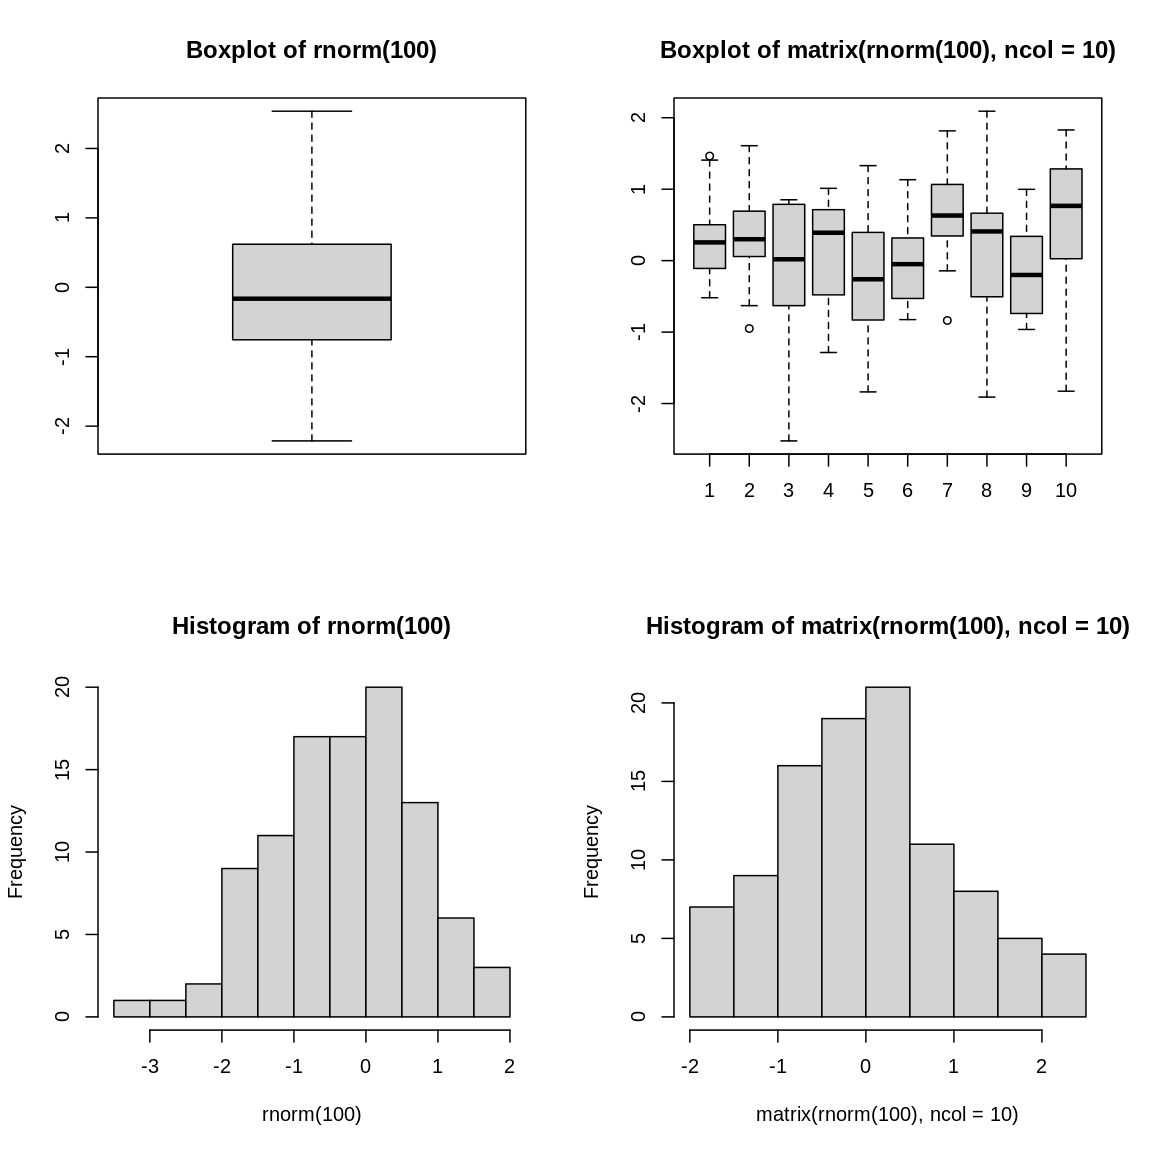 Boxplot of rnorm(100)
2
1
0
-1
-2
Boxplot of matrix(rnorm(100), ncol = 10)
2
1
0
-1
-2
1 2 3 4 5 6 7 8 9 10
Histogram of rnorm(100)
Frequency
20
15
10
5
0
-3 -2 -1 0 1 2
rnorm(100)
Histogram of matrix(rnorm(100), ncol = 10)
Frequency
20
15
10
5
0
-2 -1 0 1 2
matrix(rnorm(100), ncol = 10)